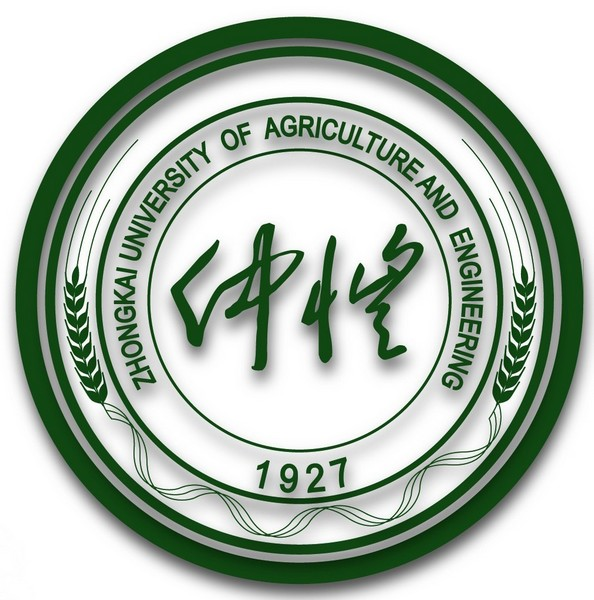 ZHONGKAI UNIVERSITY OF AGRICULTURE AND ENGINEERING
仲恺
1927